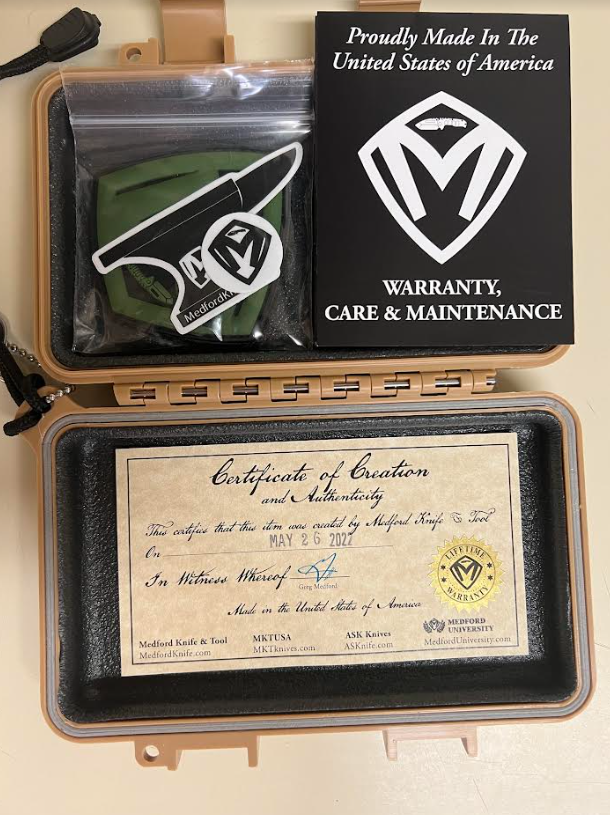 Proudly Made In The
United States of America
M
WARRANTY,
CARE & MAINTENANCE
M
M
MedfordKn
Certificate of Creation
and Authenticity
This certifies that this item was created by Medford Knife & Tool
On MAY 26 2022
In Witness Whereof
Greg Medford
Made in the United States of America
LIFETIME
WARRANTY
Medford Knife & Tool
MedfordKnife.com
MKTUSA
MKTknives.com
ASK Knives
ASKnife.com
MEDFORD
UNIVERSITY
MedfordUniversity.com